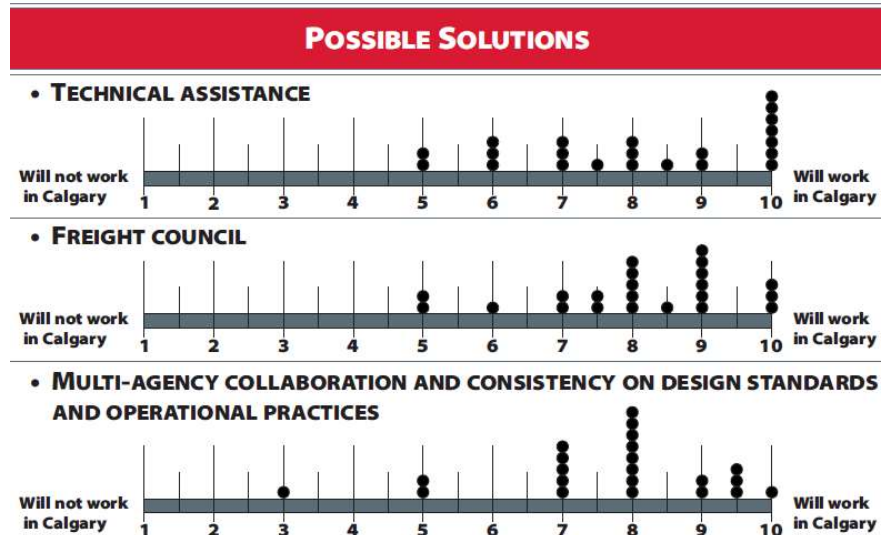 POSSIBLE SOLUTIONS
• TECHNICAL ASSISTANCE
Will not work
in Calgary
1 2 3 4 5 6 7 8 9 10
Will work
in Calgary
• FREIGHT COUNCIL
Will not work
in Calgary
1 2 3 4 5 6 7 8 9 10
Will work
in Calgary
• MULTI-AGENCY COLLABORATION AND CONSISTENCY ON DESIGN STANDARDS
AND OPERATIONAL PRACTICES
Will not work
in Calgary
1 2 3 4 5 6 7 8 9 10
Will work
in Calgary